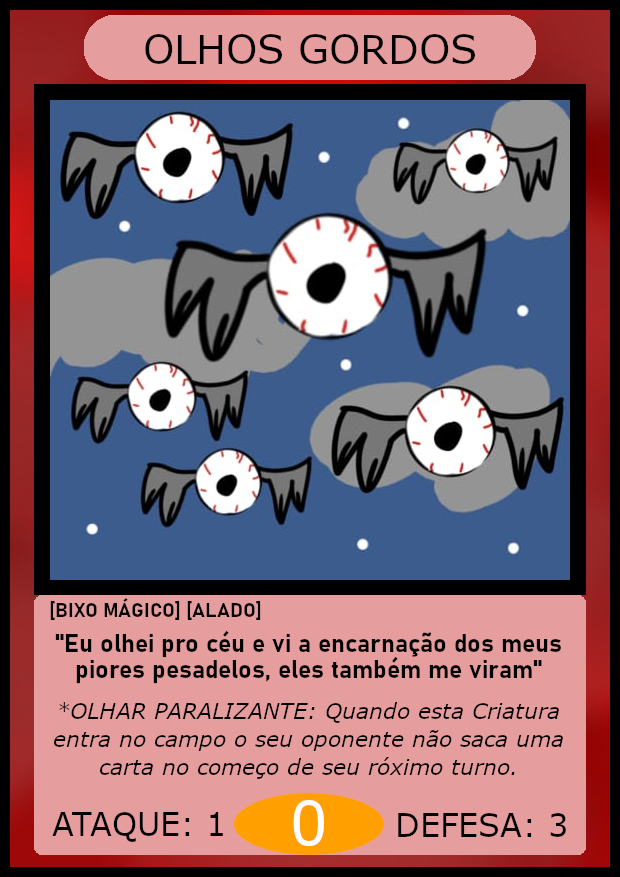 OLHOS GORDOS
[BIXO MÁGICO] [ALADO]
"Eu olhei pro céu e vi a encarnação dos meus
piores pesadelos, eles também me viram"
*OLHAR PARALIZANTE: Quando esta Criatura
entra no campo o seu oponente não saca uma
carta no começo de seu róximo turno.
ATAQUE: 1 0 DEFESA: 3